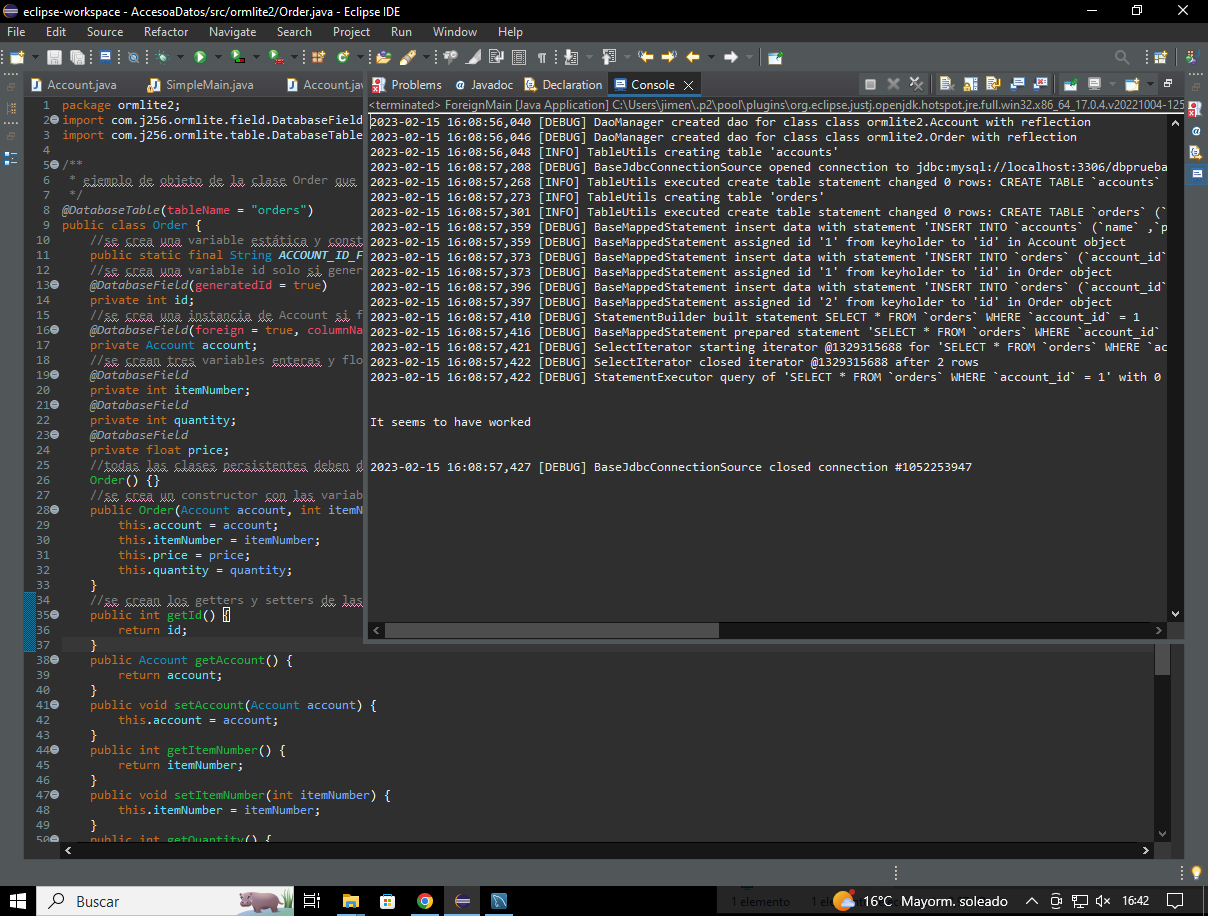 eclipse-workspace - AccesoaDatos/src/ormlite2/Order.java - Eclipse IDE
File Edit Source Refactor Navigate Search Project Run Window Help
Account.java SimpleMain.java Account.jav Problems Javadoc Declaration Console
<terminated> ForeignMain [Java Application] C:\Users\jimen\.p2\pool\plugins\org.eclipse.justj.openjdk.hotspot.jre.full.win32.x86_64_17.0.4.v20221004-125
2023-02-15 16:08:56,040 [DEBUG] DaoManager created dao for class class ormlite2.Account with reflection
2023-02-15 16:08:56,046 [DEBUG] DaoManager created dao for class class ormlite2.Order with reflection
2023-02-15 16:08:56,048 [INFO] TableUtils creating table 'accounts'
2023-02-15 16:08:57,208 [DEBUG] BaseJdbcConnectionSource opened connection to jdbc:mysql://localhost:3306/dbprueba
2023-02-15 16:08:57,268 [INFO] TableUtils executed create table statement changed 0 rows: CREATE TABLE `accounts`
2023-02-15 16:08:57,273 [INFO] TableUtils creating table 'orders'
2023-02-15 16:08:57,301 [INFO] TableUtils executed create table statement changed 0 rows: CREATE TABLE `orders` (`
2023-02-15 16:08:57,359 [DEBUG] BaseMappedStatement insert data with statement 'INSERT INTO `accounts` (`name` ,`p
2023-02-15 16:08:57,359 [DEBUG] BaseMappedStatement assigned id '1' from keyholder to 'id' in Account object
2023-02-15 16:08:57,373 [DEBUG] BaseMappedStatement insert data with statement 'INSERT INTO `orders` (`account_id`
2023-02-15 16:08:57,373 [DEBUG] BaseMappedStatement assigned id '1' from keyholder to 'id' in Order object
2023-02-15 16:08:57,396 [DEBUG] BaseMappedStatement insert data with statement 'INSERT INTO `orders` (`account_id`
2023-02-15 16:08:57,397 [DEBUG] BaseMappedStatement assigned id '2' from keyholder to 'id' in Order object
2023-02-15 16:08:57,410 [DEBUG] StatementBuilder built statement SELECT * FROM `orders` WHERE `account_id` = 1
2023-02-15 16:08:57,416 [DEBUG] BaseMappedStatement prepared statement 'SELECT * FROM `orders` WHERE `account_id`
2023-02-15 16:08:57,421 [DEBUG] SelectIterator starting iterator @1329315688 for 'SELECT * FROM `orders` WHERE `ac
2023-02-15 16:08:57,422 [DEBUG] SelectIterator closed iterator @1329315688 after 2 rows
2023-02-15 16:08:57,422 [DEBUG] StatementExecutor query of 'SELECT * FROM `orders` WHERE `account_id` = 1' with 0
It seems to have worked
2023-02-15 16:08:57,427 [DEBUG] BaseJdbcConnectionSource closed connection #1052253947
1 package ormlite2;
2 import com.j256.ormlite.field.DatabaseField
3 import com.j256.ormlite.table.DatabaseTable
4
5 /**
6 * ejemplo de objeto de la clase Order que
7 */
8 @DatabaseTable(tableName = "orders")
9 public class Order {
10 //se crea una variable estática y const
11 public static final String ACCOUNT_ID_F
12 //se crea una variable id solo si gener
13 @DatabaseField(generatedId = true)
14 private int id;
15 //se crea una instancia de Account si f
16 @DatabaseField(foreign = true, columnNa
17 private Account account;
18 //se crean tres variables enteras y flo
19 @DatabaseField
20 private int itemNumber;
21 @DatabaseField
22 private int quantity;
23 @DatabaseField
24 private float price;
25 //todas las clases persistentes deben d
26 Order() {}
27 //se crea un constructor con las variab
28 public Order(Account account, int itemN
29 this.account = account;
30 this.itemNumber = itemNumber;
31 this.price = price;
32 this.quantity = quantity;
33 }
34 //se crean los getters y setters de las
35 public int getId() {
36 return id;
37 }
38 public Account getAccount() {
39 return account;
40 }
41 public void setAccount(Account account) {
42 this.account = account;
43 }
44 public int getItemNumber() {
45 return itemNumber;
46 }
47 public void setItemNumber(int itemNumber) {
48 this.itemNumber = itemNumber;
49 }
50 public int getQuantity() {
Buscar 1 elemento 16°C Mayorm. soleado 16:42